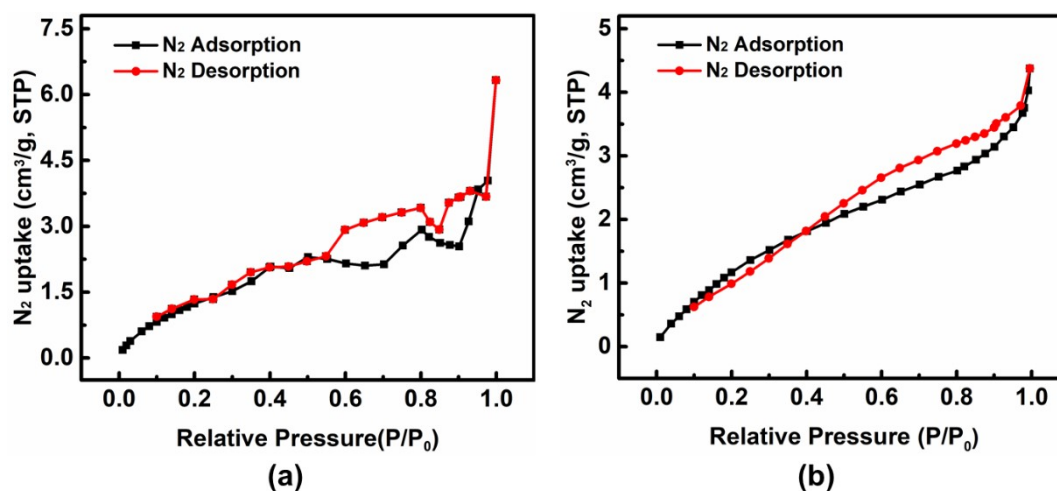 7.5
6.0
4.5
3.0
1.5
0.0
N₂ uptake (cm³/g, STP)
N₂ Adsorption
N₂ Desorption
0.0 0.2 0.4 0.6 0.8 1.0
Relative Pressure(P/P₀)
(a)
5
4
3
2
1
0
N₂ uptake (cm³/g, STP)
N₂ Adsorption
N₂ Desorption
0.0 0.2 0.4 0.6 0.8 1.0
Relative Pressure (P/P₀)
(b)